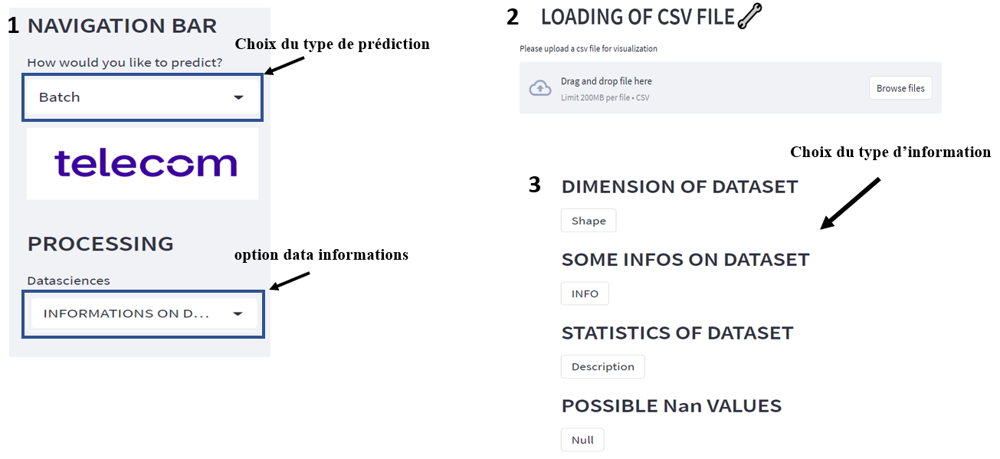 1 NAVIGATION BAR
Choix du type de prédiction
How would you like to predict?
Batch
telecom
PROCESSING
option data informations
Datasciences
INFORMATIONS ON D...
2 LOADING OF CSV FILE
Please upload a csv file for visualization
Drag and drop file here
Limit 200MB per file • CSV
Browse files
Choix du type d’information
3 DIMENSION OF DATASET
Shape
SOME INFOS ON DATASET
INFO
STATISTICS OF DATASET
Description
POSSIBLE Nan VALUES
Null